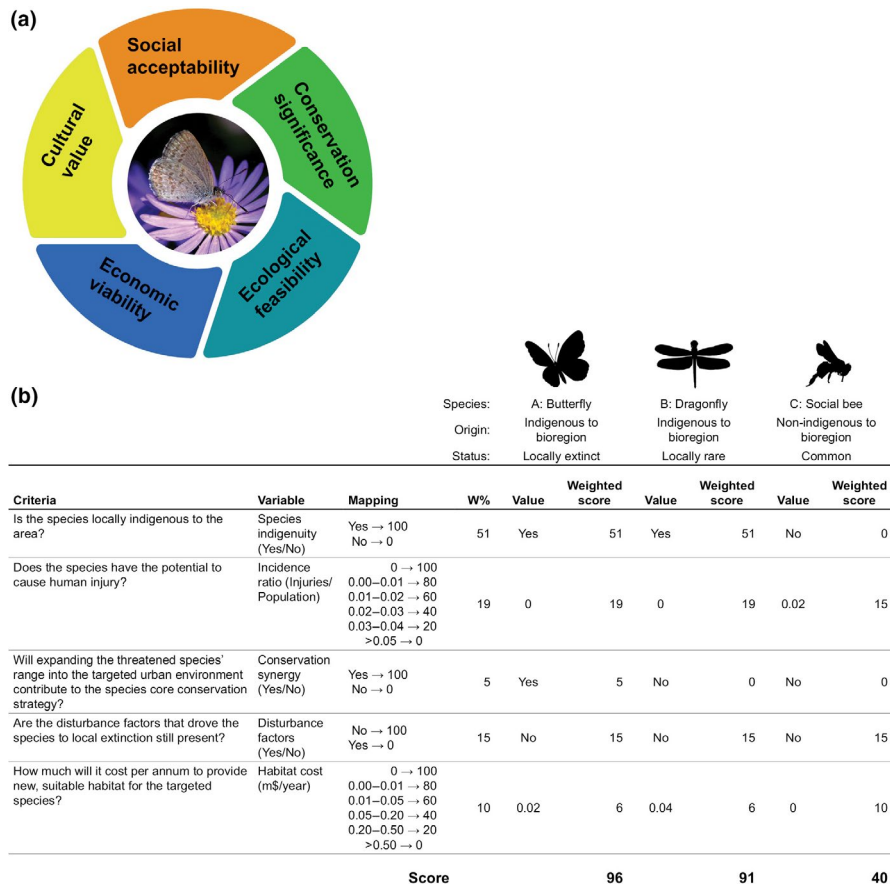 (a)
Social
acceptability
Conservation
significance
Ecological
feasibility
Economic
viability
Cultural
value
(b)
Species: A: Butterfly B: Dragonfly C: Social bee
Origin: Indigenous to bioregion Indigenous to bioregion Non-indigenous to bioregion
Status: Locally extinct Locally rare Common
Criteria Variable Mapping W% Value Weighted score Value Weighted score Value Weighted score
Is the species locally indigenous to the
area?
Species
indigenuity
(Yes/No)
Yes → 100
No → 0
51 Yes 51 Yes 51 No 0
Does the species have the potential to
cause human injury?
Incidence
ratio (Injuries/
Population)
0 → 100
0.00–0.01 → 80
0.01–0.02 → 60
0.02–0.03 → 40
0.03–0.04 → 20
>0.05 → 0
19 0 19 0 19 0.02 15
Will expanding the threatened species'
range into the targeted urban environment
contribute to the species core conservation
strategy?
Conservation
synergy
(Yes/No)
Yes → 100
No → 0
5 Yes 5 No 0 No 0
Are the disturbance factors that drove the
species to local extinction still present?
Disturbance
factors
(Yes/No)
No → 100
Yes → 0
15 No 15 No 15 No 15
How much will it cost per annum to provide
new, suitable habitat for the targeted
species?
Habitat cost
(m$/year)
0 → 100
0.00–0.01 → 80
0.01–0.05 → 60
0.05–0.20 → 40
0.20–0.50 → 20
>0.50 → 0
10 0.02 6 0.04 6 0 10
Score 96 91 40